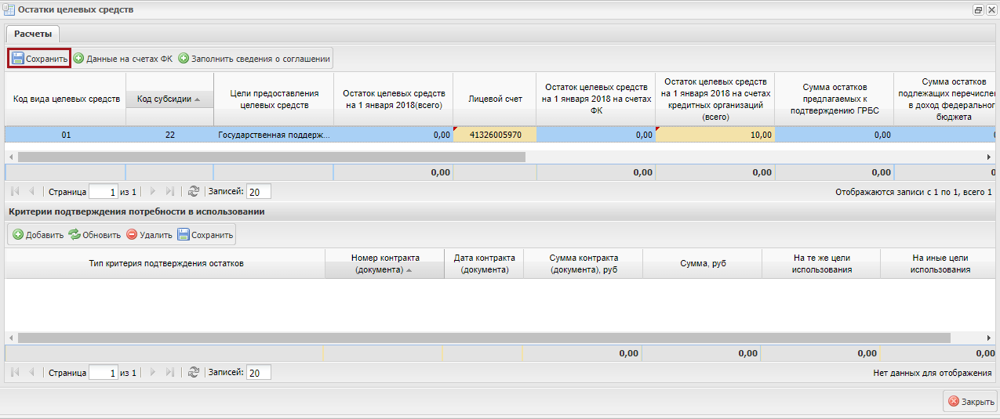 Остатки целевых средств
Расчеты
Сохранить Данные на счетах ФК Заполнить сведения о соглашении
Код вида целевых средств
Код субсидии
Цели предоставления
целевых средств
Остаток целевых средств
на 1 января 2018(всего)
Лицевой счет
Остаток целевых средств
на 1 января 2018 на счетах
ФК
Остаток целевых средств
на 1 января 2018 на счетах
кредитных организаций
(всего)
Сумма остатков
предлагаемых к
подтверждению ГРБС
Сумма остатков
подлежащих перечислен
в доход федерального
бюджета
01 22 Государственная поддерж... 0,00 41326005970 0,00 10,00 0,00
0,00 0,00 0,00 0,00
Страница 1 из 1 Записей: 20 Отображаются записи с 1 по 1, всего 1
Критерии подтверждения потребности в использовании
Добавить Обновить Удалить Сохранить
Тип критерия подтверждения остатков
Номер контракта
(документа)
Дата контракта
(документа)
Сумма контракта
(документа), руб
Сумма, руб
На те же цели
использования
На иные цели
использования
0,00 0,00 0,00 0,00
Страница 1 из 1 Записей: 20 Нет данных для отображения
Закрыть